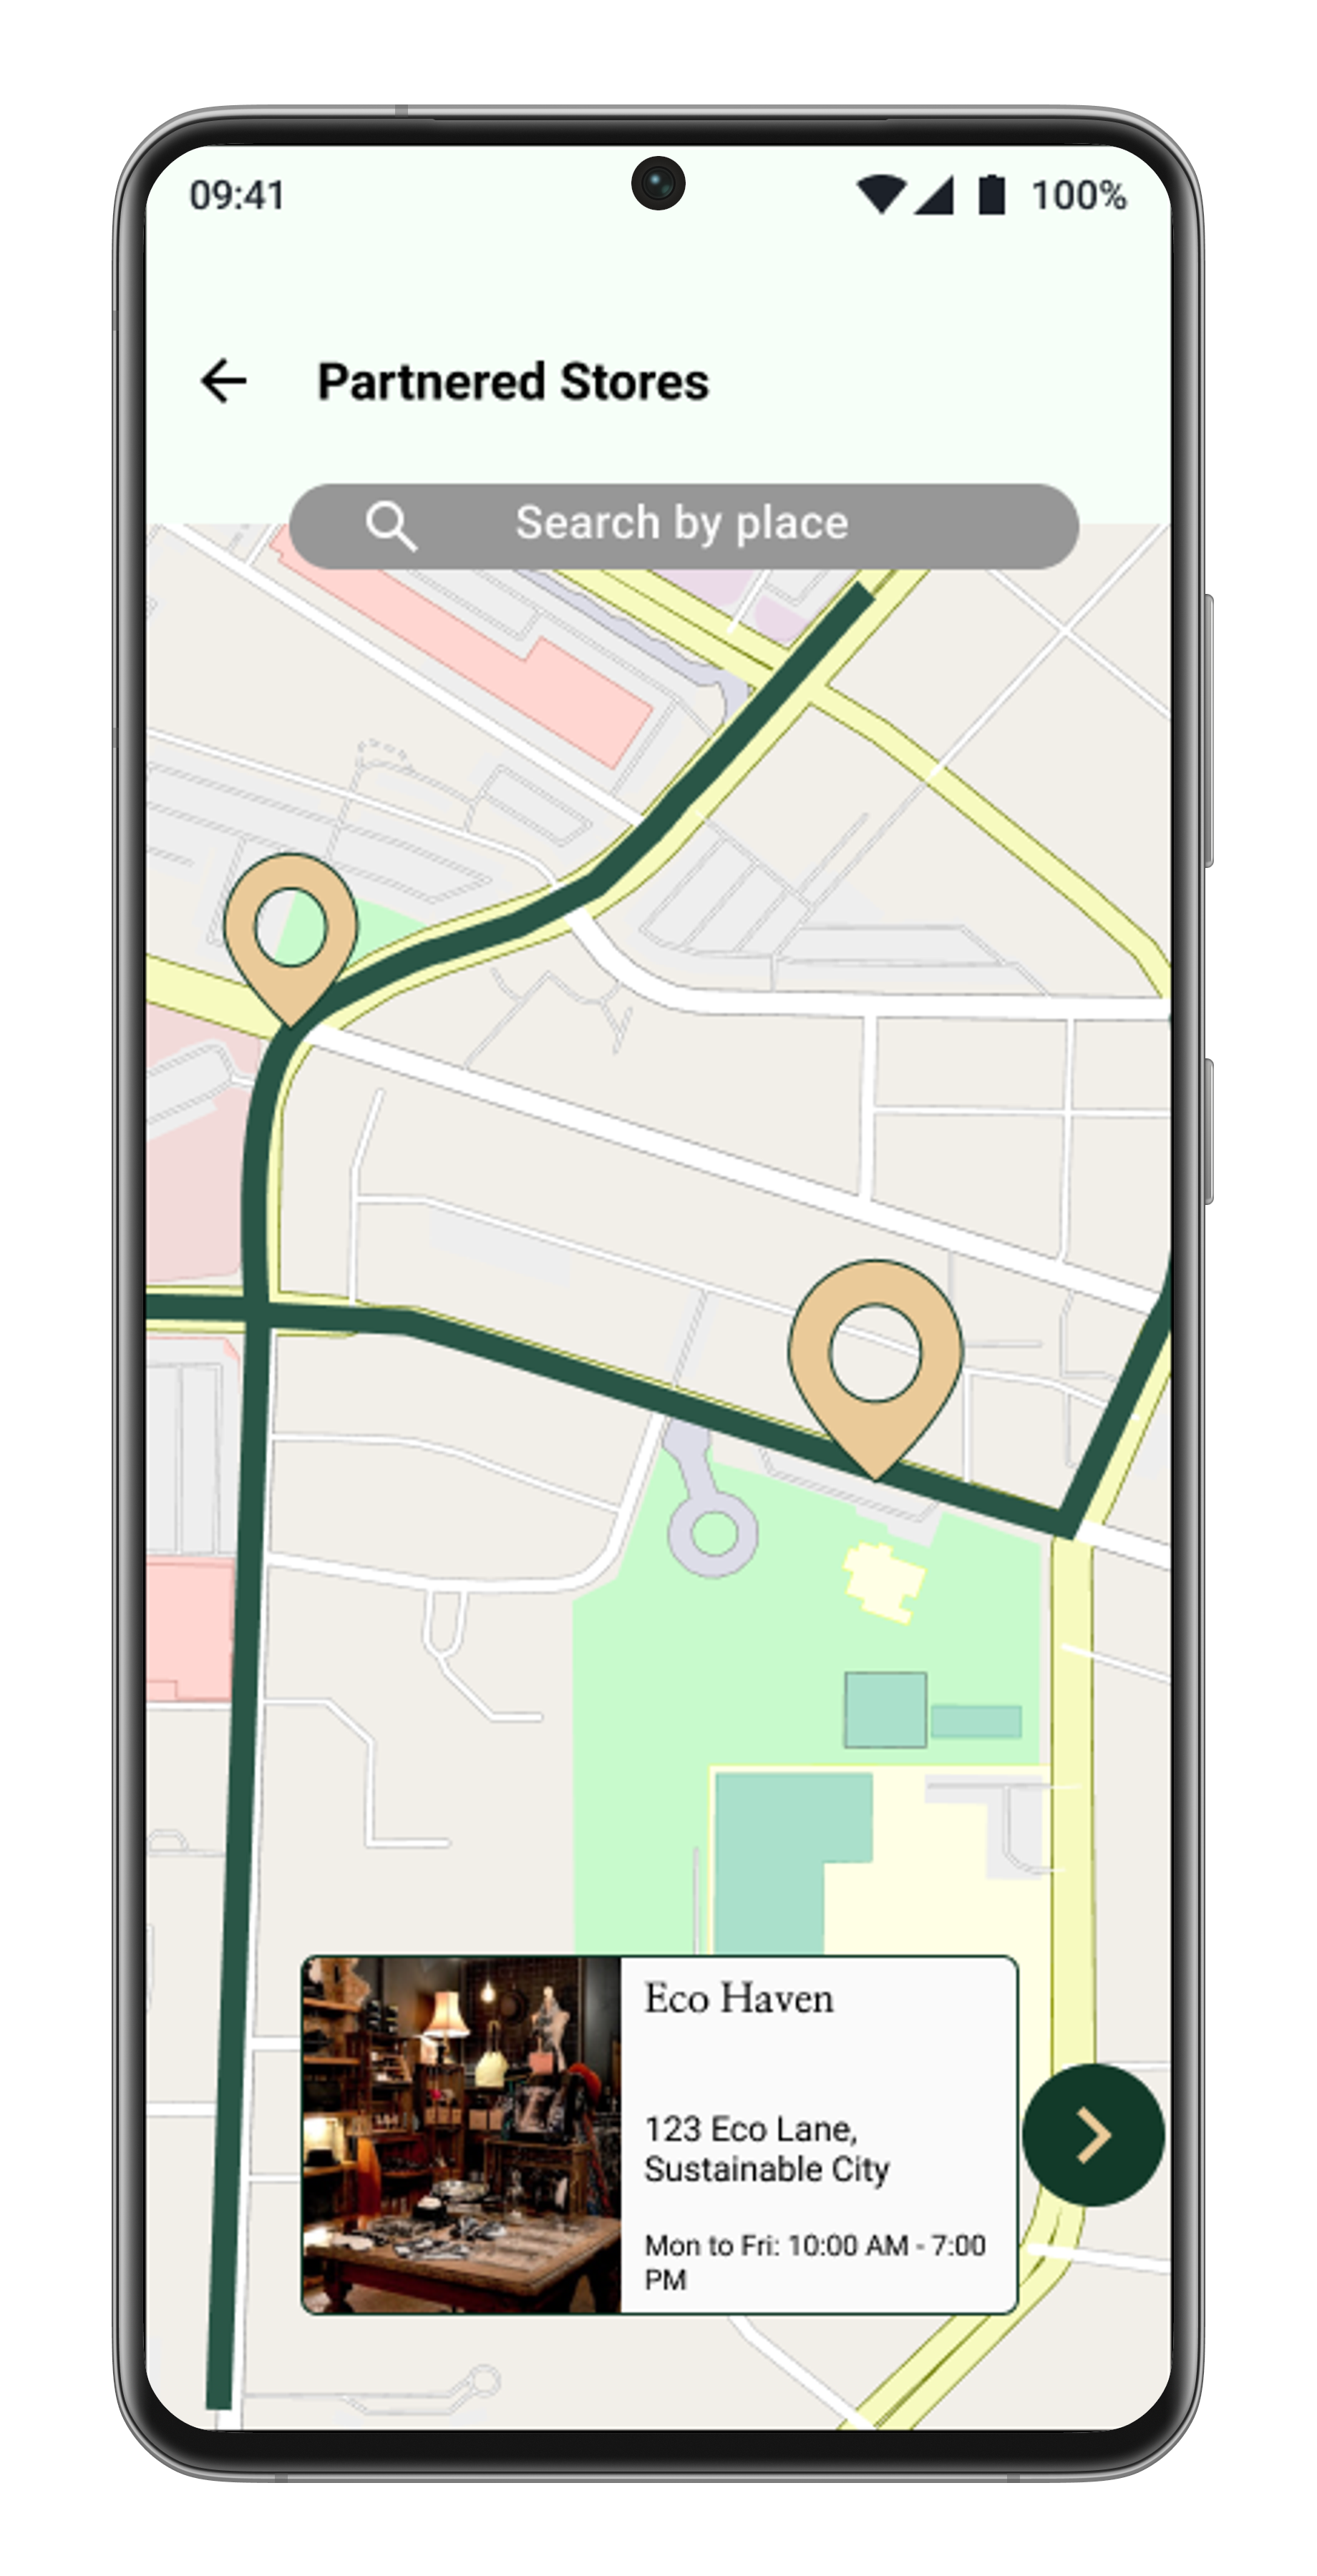 09:41
100%
Partnered Stores
Search by place
Eco Haven
123 Eco Lane,
Sustainable City
Mon to Fri: 10:00 AM - 7:00
PM